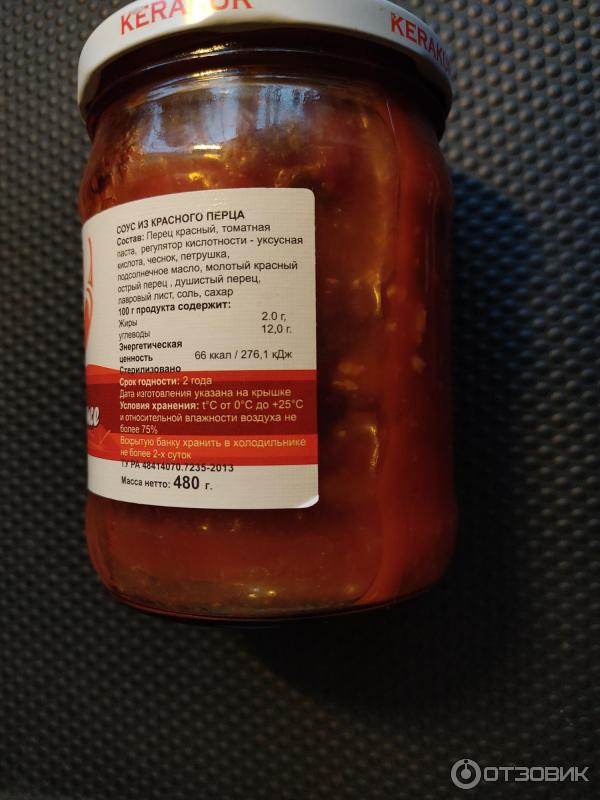 KERAKUR
KERAKUR
СОУС ИЗ КРАСНОГО ПЕРЦА
Состав: Перец красный, томатная
паста, регулятор кислотности - уксусная
кислота, чеснок, петрушка,
подсолнечное масло, молотый красный
острый перец , душистый перец,
лавровый лист, соль, сахар
100 г продукта содержит:
Жиры 2.0 г,
углеводы 12,0 г.
Энергетическая
ценность 66 ккал / 276,1 кДж
Стерилизовано
Срок годности: 2 года
Дата изготовления указана на крышке
Условия хранения: t°С от 0°С до +25°С
и относительной влажности воздуха не
более 75%
Вскрытую банку хранить в холодильнике
не более 2-х суток
ТУ РА 48414070.7235-2013
Масса нетто: 480 г.
ОТЗОВИК